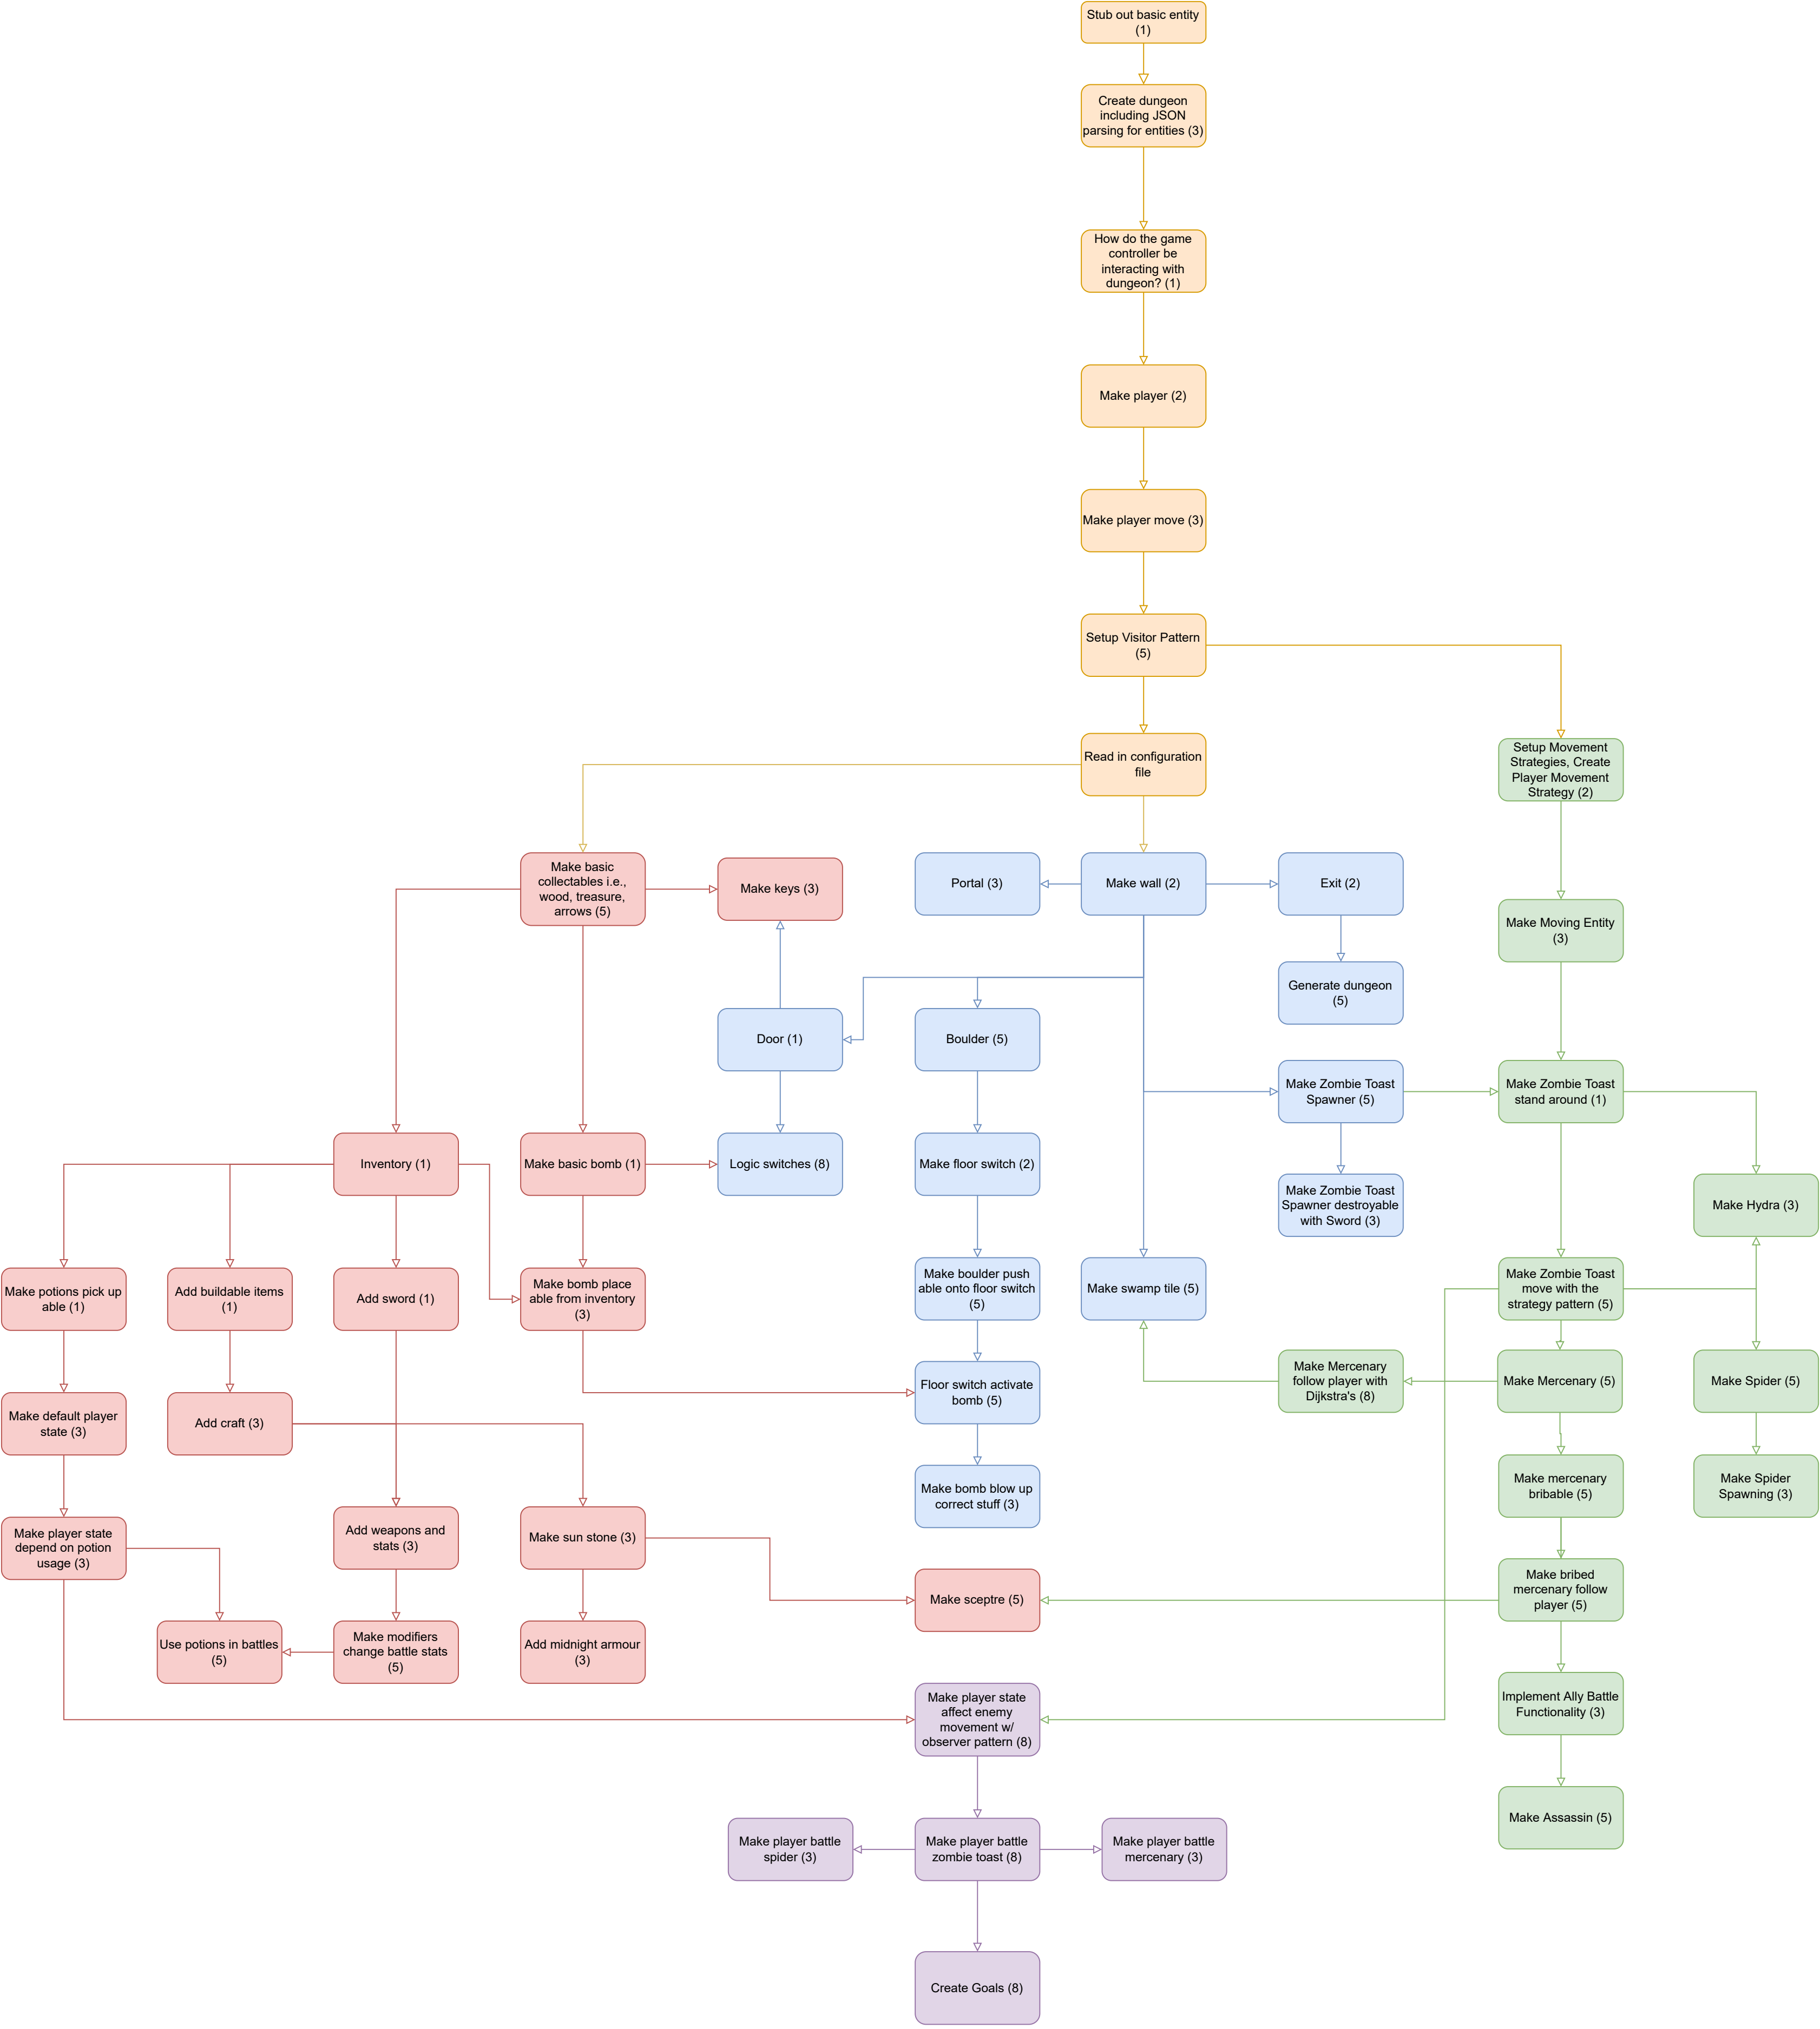 Stub out basic entity
(1)
Create dungeon
including JSON
parsing for entities (3)
How do the game
controller be
interacting with
dungeon? (1)
Make player (2)
Make player move (3)
Setup Visitor Pattern
(5)
Read in configuration
file
Setup Movement
Strategies, Create
Player Movement
Strategy (2)
Make basic
collectables i.e.,
wood, treasure,
arrows (5)
Make keys (3)
Portal (3)
Make wall (2)
Exit (2)
Make Moving Entity
(3)
Generate dungeon
(5)
Door (1)
Boulder (5)
Make Zombie Toast
Spawner (5)
Make Zombie Toast
stand around (1)
Inventory (1)
Make basic bomb (1)
Logic switches (8)
Make floor switch (2)
Make Zombie Toast
Spawner destroyable
with Sword (3)
Make Hydra (3)
Make potions pick up
able (1)
Add buildable items
(1)
Add sword (1)
Make bomb place
able from inventory
(3)
Make boulder push
able onto floor switch
(5)
Make swamp tile (5)
Make Zombie Toast
move with the
strategy pattern (5)
Make default player
state (3)
Add craft (3)
Floor switch activate
bomb (5)
Make Mercenary
follow player with
Dijkstra's (8)
Make Mercenary (5)
Make Spider (5)
Make player state
depend on potion
usage (3)
Add weapons and
stats (3)
Make sun stone (3)
Make bomb blow up
correct stuff (3)
Make mercenary
bribable (5)
Make Spider
Spawning (3)
Make sceptre (5)
Make bribed
mercenary follow
player (5)
Use potions in battles
(5)
Make modifiers
change battle stats
(5)
Add midnight armour
(3)
Make player state
affect enemy
movement w/
observer pattern (8)
Implement Ally Battle
Functionality (3)
Make Assassin (5)
Make player battle
spider (3)
Make player battle
zombie toast (8)
Make player battle
mercenary (3)
Create Goals (8)